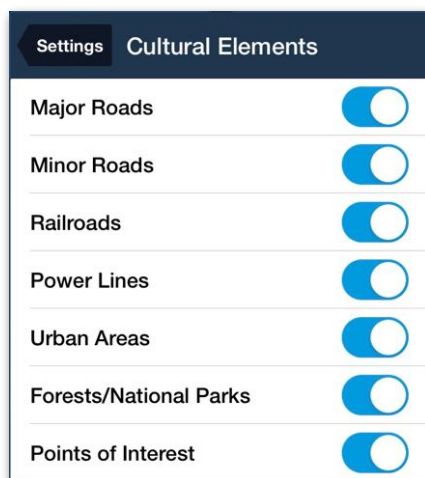 Settings Cultural Elements
Major Roads
Minor Roads
Railroads
Power Lines
Urban Areas
Forests/National Parks
Points of Interest